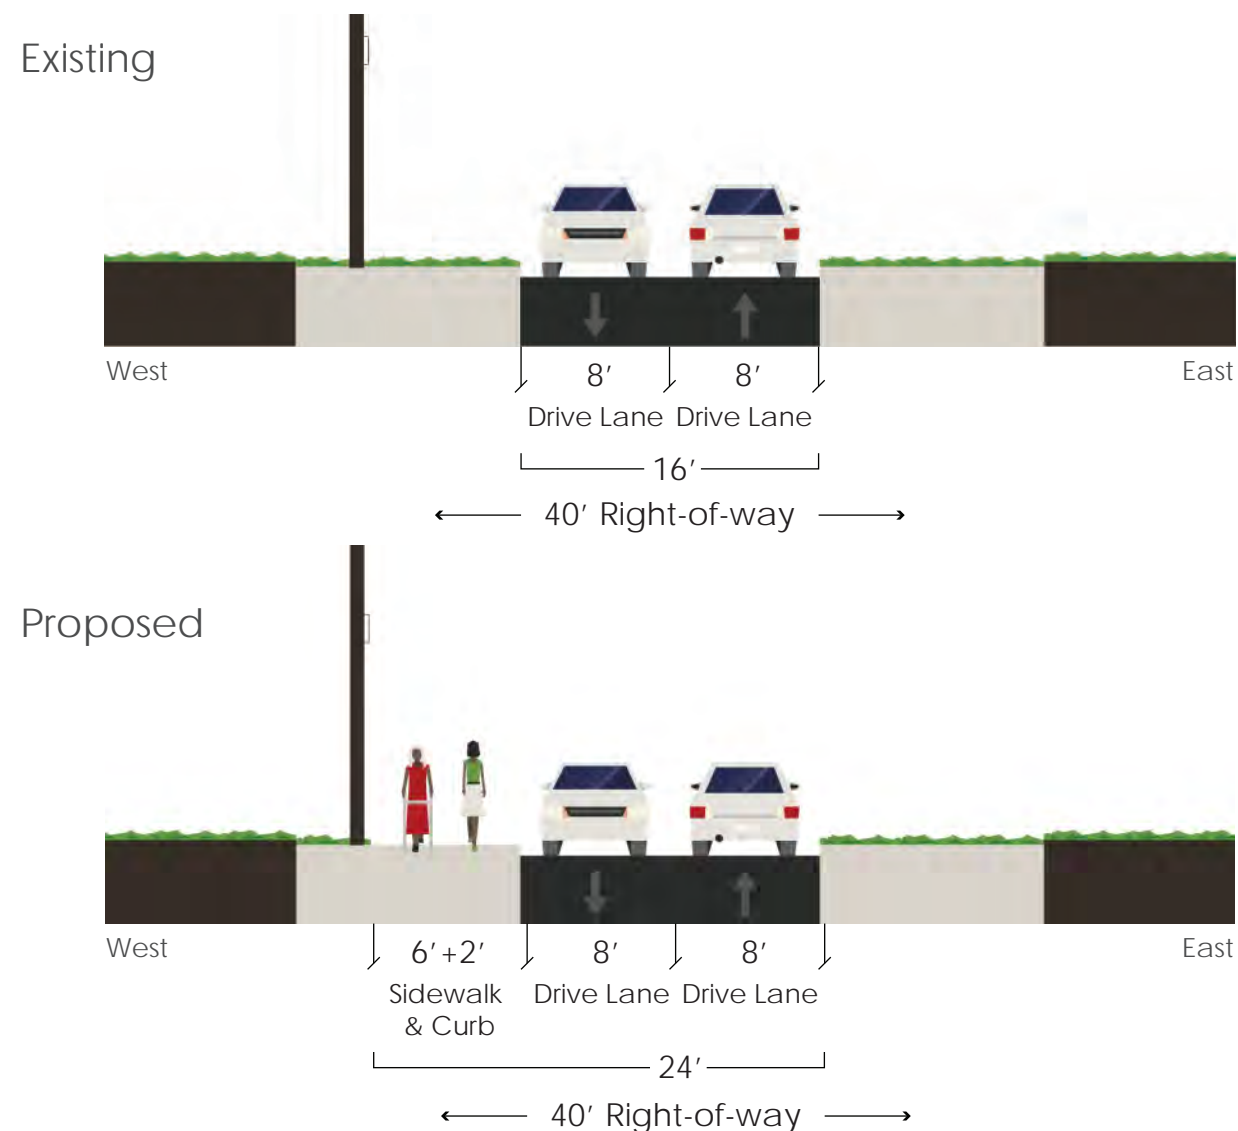 Existing
West
East
8′ 8′
Drive Lane Drive Lane
16′
40′ Right-of-way
Proposed
West
East
6′+2′ 8′ 8′
Sidewalk Drive Lane Drive Lane
& Curb
24′
40′ Right-of-way